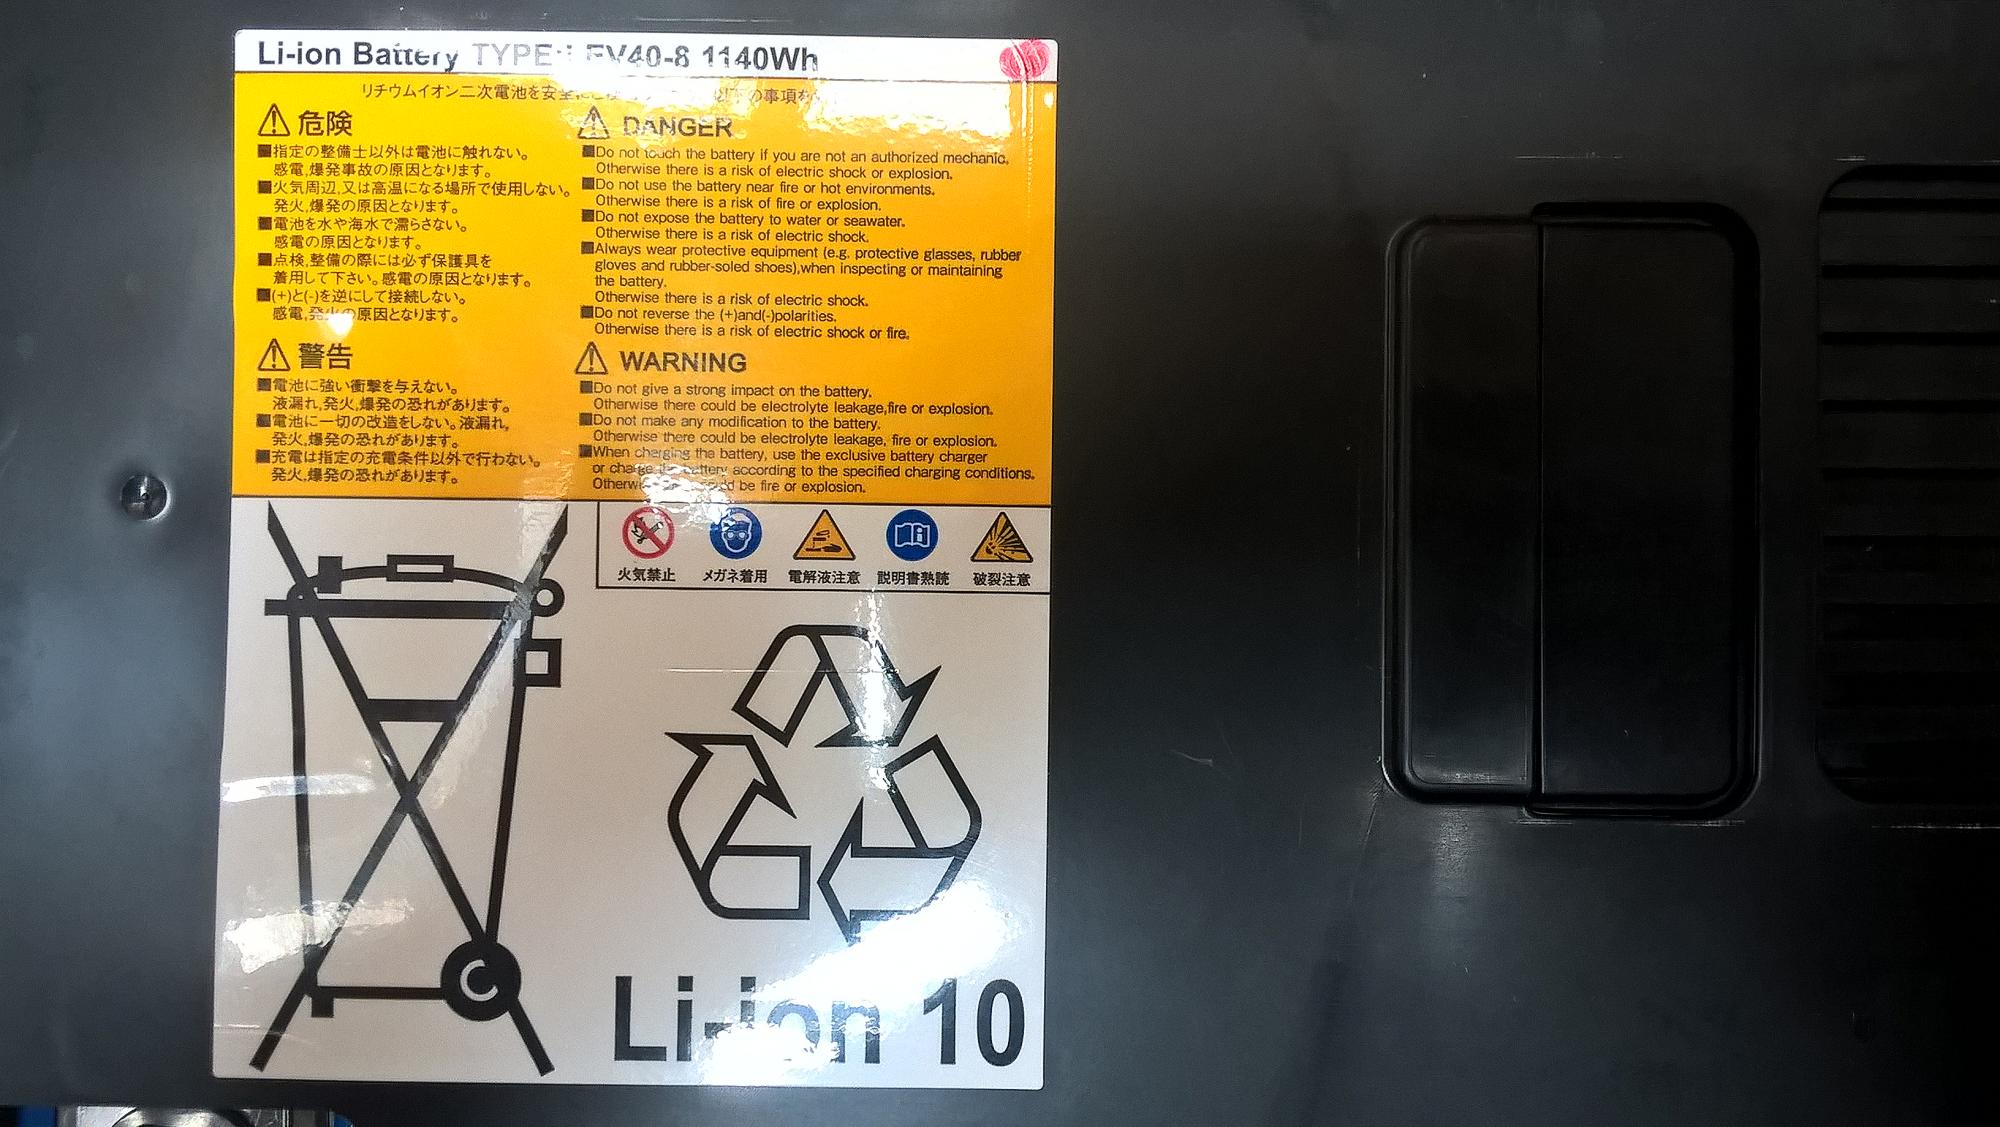 Li-ion Battery TYPE: LEV40-8 1140Wh
リチウムイオン二次電池を安全に 以下の事項を
危険
■指定の整備士以外は電池に触れない。
感電,爆発事故の原因となります。
■火気周辺,又は高温になる場所で使用しない。
発火,爆発の原因となります。
■電池を水や海水で濡らさない。
感電の原因となります。
■点検,整備の際には必ず保護具を
着用して下さい。感電の原因となります。
■(+)と(-)を逆にして接続しない。
感電,発火の原因となります。
警告
■電池に強い衝撃を与えない。
液漏れ,発火,爆発の恐れがあります。
■電池に一切の改造をしない。液漏れ,
発火,爆発の恐れがあります。
■充電は指定の充電条件以外で行わない。
発火,爆発の恐れがあります。
DANGER
■Do not touch the battery if you are not an authorized mechanic.
Otherwise there is a risk of electric shock or explosion.
■Do not use the battery near fire or hot environments.
Otherwise there is a risk of fire or explosion.
■Do not expose the battery to water or seawater.
Otherwise there is a risk of electric shock.
■Always wear protective equipment (e.g. protective glasses, rubber
gloves and rubber-soled shoes),when inspecting or maintaining
the battery.
Otherwise there is a risk of electric shock.
■Do not reverse the (+)and(-)polarities.
Otherwise there is a risk of electric shock or fire.
WARNING
■Do not give a strong impact on the battery.
Otherwise there could be electrolyte leakage,fire or explosion.
■Do not make any modification to the battery.
Otherwise there could be electrolyte leakage, fire or explosion.
■When charging the battery, use the exclusive battery charger
or charge the battery according to the specified charging conditions.
Otherwise there could be fire or explosion.
火気禁止 メガネ着用 電解液注意 説明書熟読 破裂注意
C
Li-ion 10